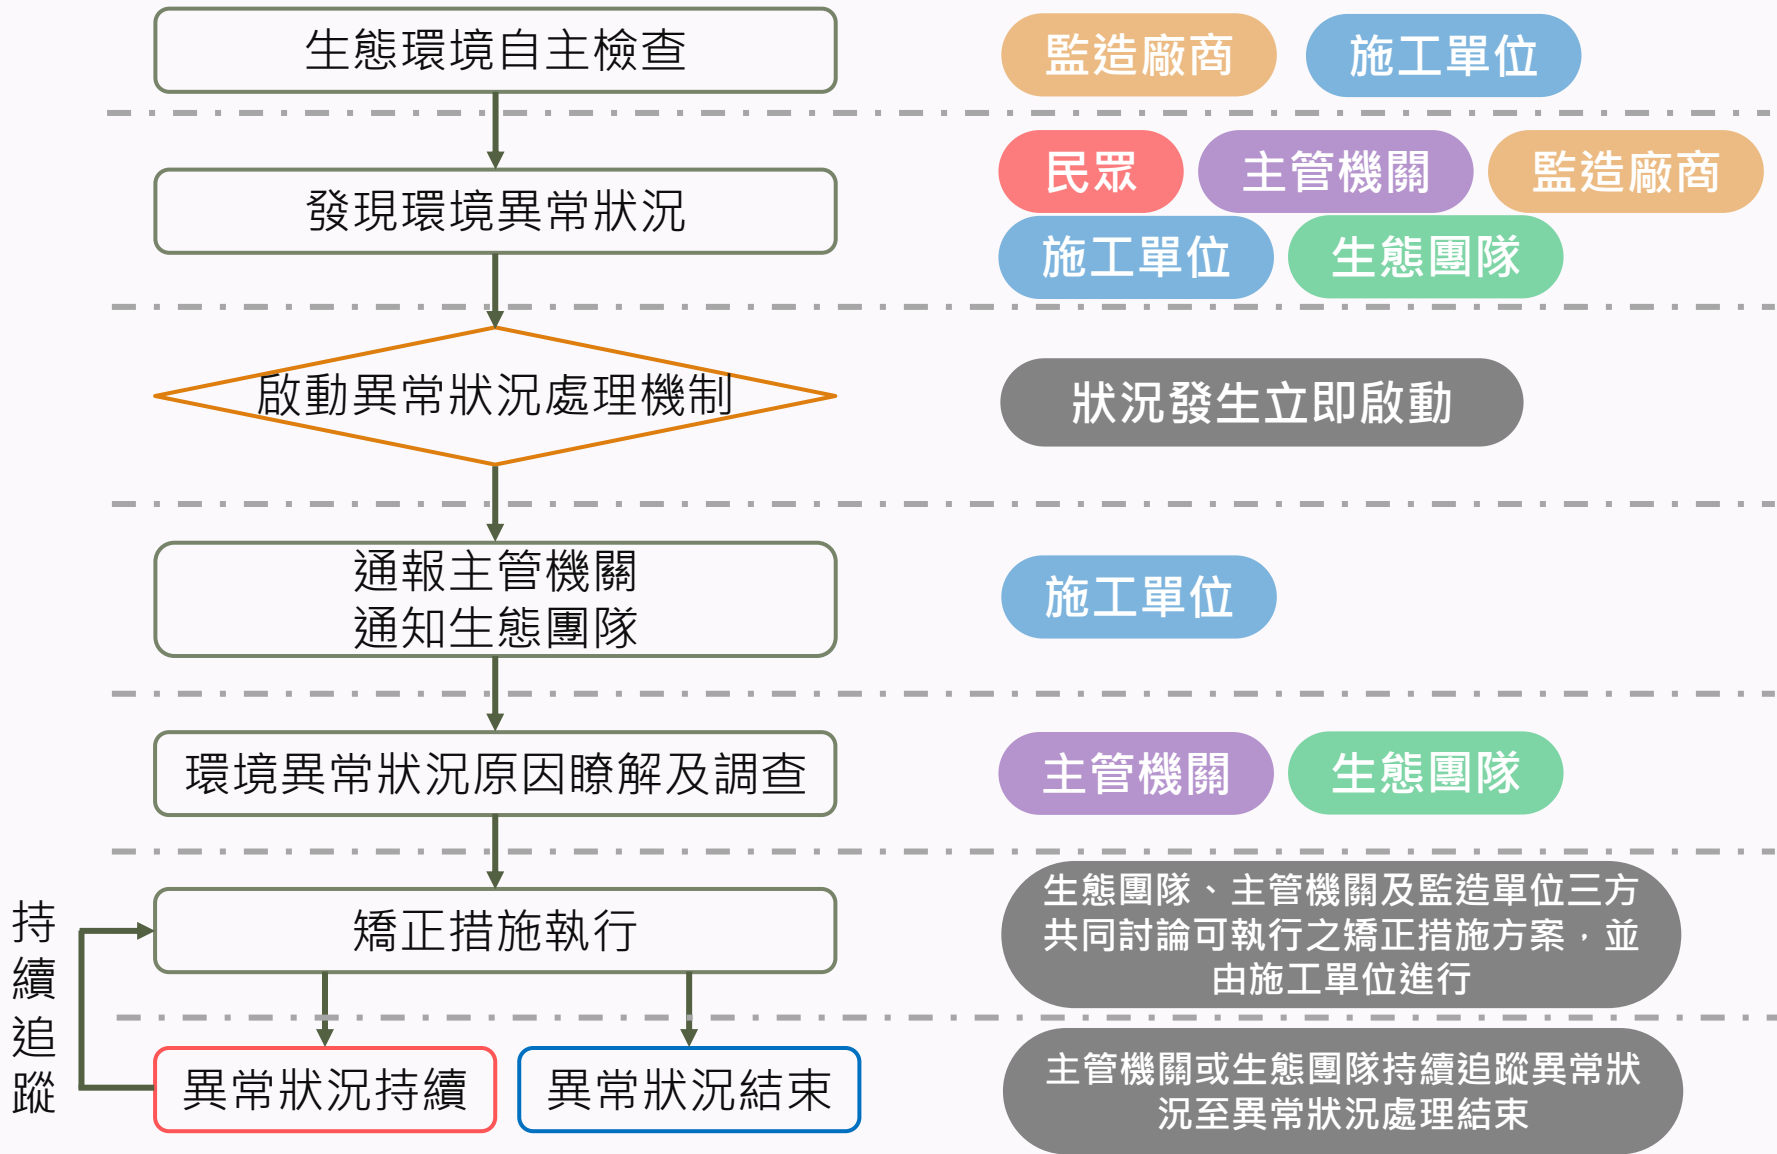 生態環境自主檢查
監造廠商
施工單位
發現環境異常狀況
民眾
主管機關
監造廠商
施工單位
生態團隊
啟動異常狀況處理機制
狀況發生立即啟動
通報主管機關
通知生態團隊
施工單位
環境異常狀況原因瞭解及調查
主管機關
生態團隊
矯正措施執行
生態團隊、主管機關及監造單位三方
共同討論可執行之矯正措施方案，並
由施工單位進行
持續追蹤
異常狀況持續
異常狀況結束
主管機關或生態團隊持續追蹤異常狀
況至異常狀況處理結束